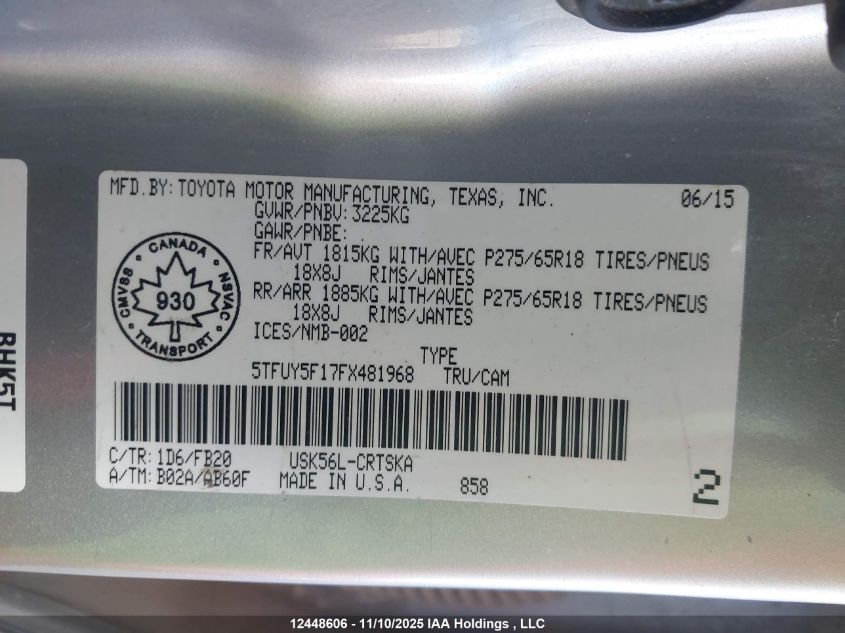 MFD.BY:TOYOTA MOTOR MANUFACTURING, TEXAS, INC. 06/15
GVWR/PNBV:3225KG
GAWR/PNBE:
FR/AVT 1815KG WITH/AVEC P275/65R18 TIRES/PNEUS
18X8J RIMS/JANTES
RR/ARR 1885KG WITH/AVEC P275/65R18 TIRES/PNEUS
18X8J RIMS/JANTES
ICES/NMB-002
CANADA
CMVSS
930
NSVAC
TRANSPORT
TYPE
5TFUY5F17FX481968 TRU/CAM
C/TR:1D6/FB20 USK56L-CRTSKA
A/TM:B02A/AB60F MADE IN U.S.A. 858
2
RHK5T
12448606 - 11/10/2025 IAA Holdings , LLC